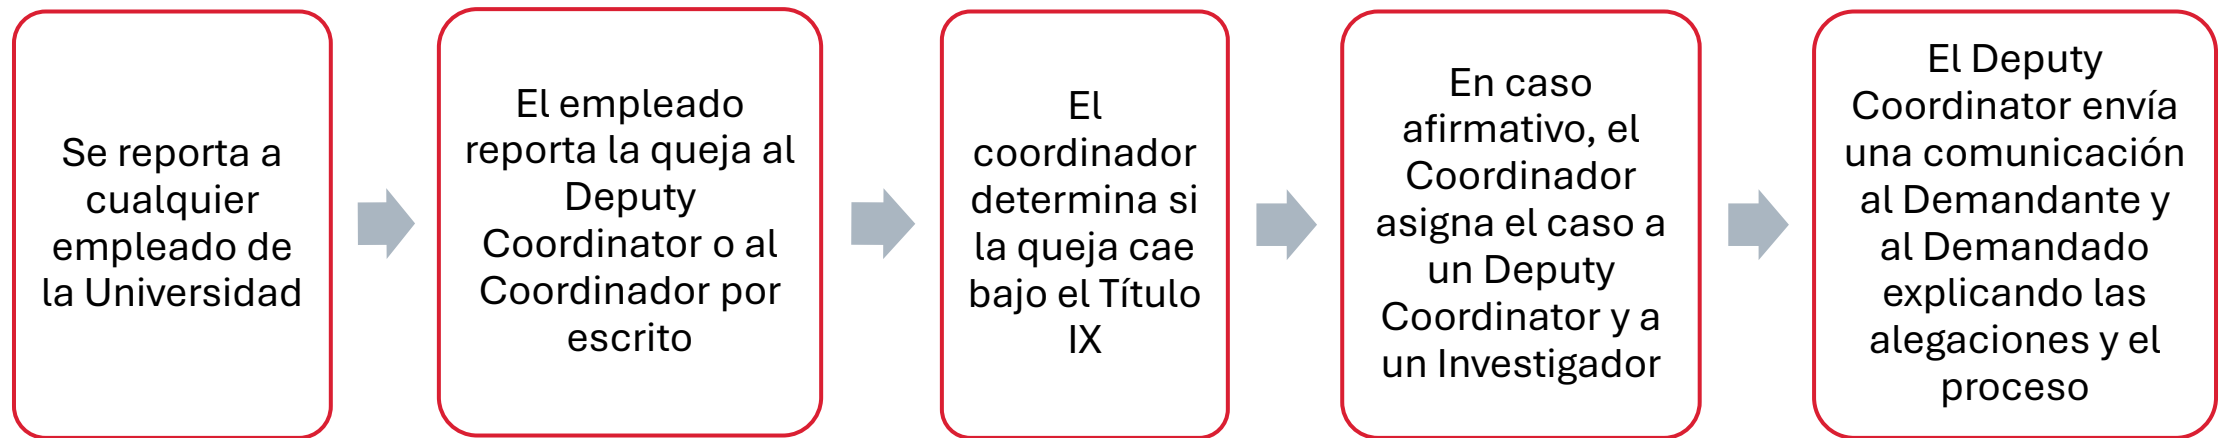 Se reporta a
cualquier
empleado de
la Universidad
El empleado
reporta la queja al
Deputy
Coordinator o al
Coordinador por
escrito
El
coordinador
determina si
la queja cae
bajo el Título
IX
En caso
afirmativo, el
Coordinador
asigna el caso a
un Deputy
Coordinator y a
un Investigador
El Deputy
Coordinator envía
una comunicación
al Demandante y
al Demandado
explicando las
alegaciones y el
proceso